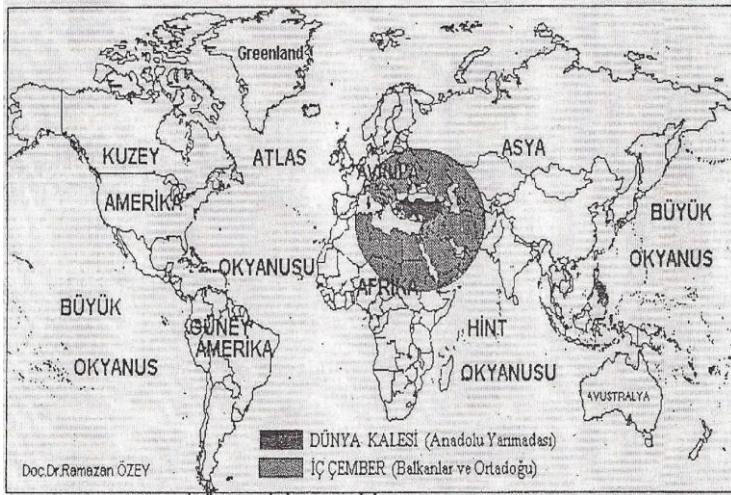 Greenland
KUZEY
AMERİKA
ATLAS
OKYANUSU
AVRUPA
ASYA
BÜYÜK
OKYANUS
AFRİKA
BÜYÜK
OKYANUS
GÜNEY
AMERİKA
HİNT
OKYANUSU
AVUSTRALYA
DÜNYA KALESİ (Anadolu Yarımadası)
İÇ ÇEMBER (Balkanlar ve Ortadoğu)
Doç.Dr.Ramazan ÖZEY